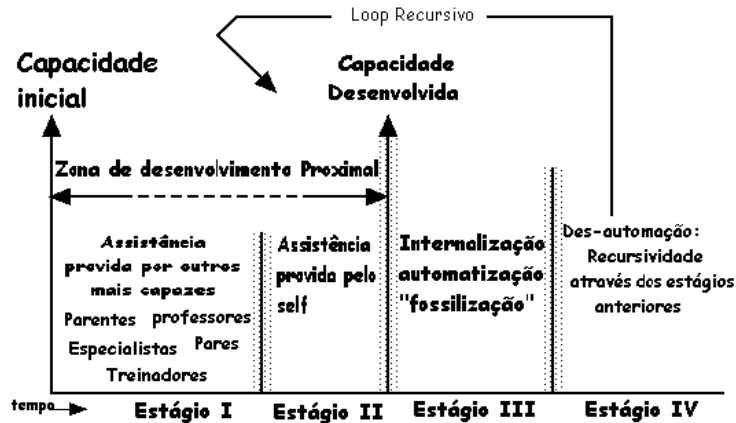 Loop Recursivo
Capacidade
inicial
Capacidade
Desenvolvida
Zona de desenvolvimento Proximal
Assistância
provida por outros
mais capazes
Parentes professores
Especialistas Pares
Treinadores
Assistência
provida pelo
self
Internalização
automatização
"fossilização"
Des-automação:
Recursividade
através dos estágios
anteriores
tempo
Estágio I
Estágio II
Estágio III
Estágio IV